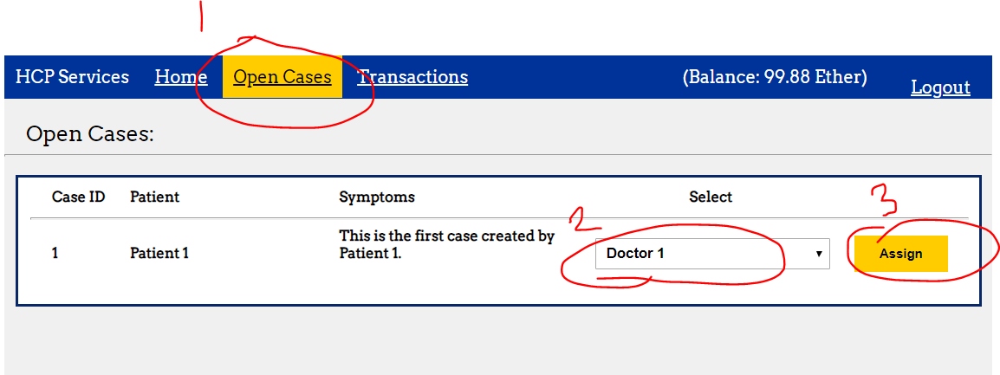 1
HCP Services Home Open Cases Transactions (Balance: 99.88 Ether) Logout
Open Cases:
Case ID Patient Symptoms Select 3
2
1 Patient 1 This is the first case created by
Patient 1. Doctor 1 Assign